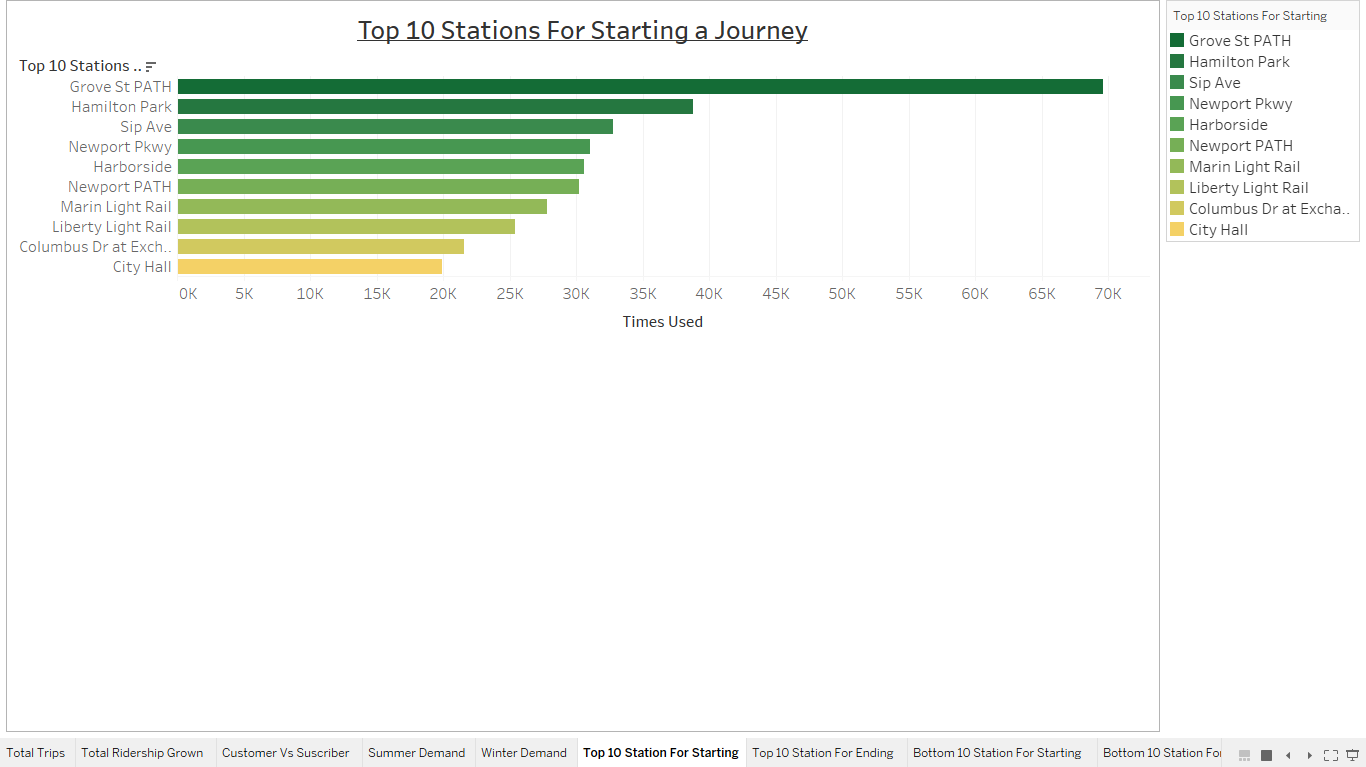 Top 10 Stations For Starting a Journey
Top 10 Stations ..
Grove St PATH
Hamilton Park
Sip Ave
Newport Pkwy
Harborside
Newport PATH
Marin Light Rail
Liberty Light Rail
Columbus Dr at Exch..
City Hall
0K 5K 10K 15K 20K 25K 30K 35K 40K 45K 50K 55K 60K 65K 70K
Times Used
Top 10 Stations For Starting
Grove St PATH
Hamilton Park
Sip Ave
Newport Pkwy
Harborside
Newport PATH
Marin Light Rail
Liberty Light Rail
Columbus Dr at Excha..
City Hall
Total Trips Total Ridership Grown Customer Vs Suscriber Summer Demand Winter Demand Top 10 Station For Starting Top 10 Station For Ending Bottom 10 Station For Starting Bottom 10 Station For